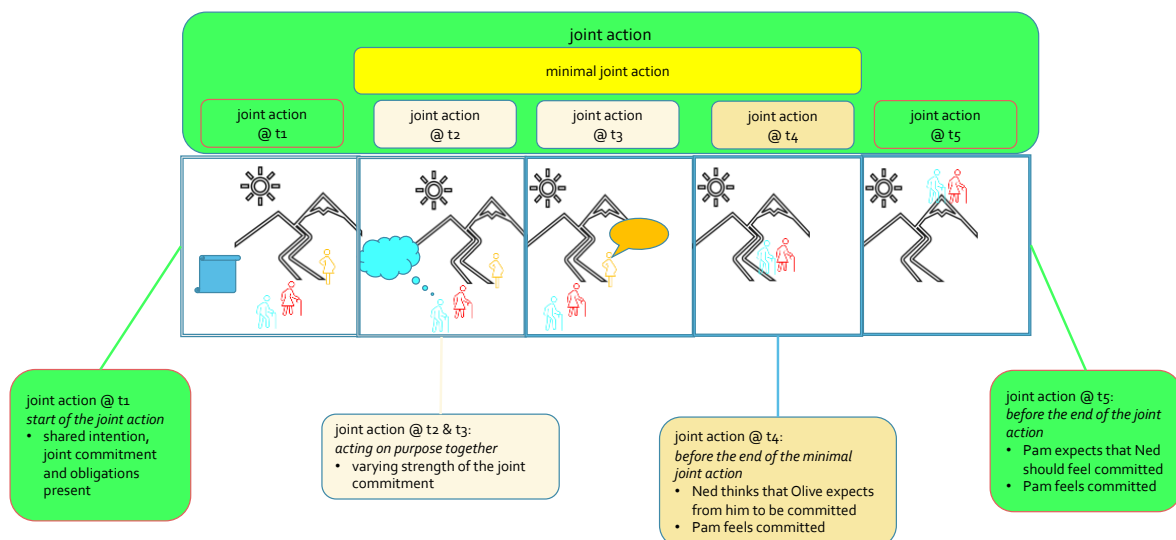 joint action
minimal joint action
joint action
@ t1
joint action
@ t2
joint action
@ t3
joint action
@ t4
joint action
@ t5
joint action @ t1
start of the joint action
• shared intention,
joint commitment
and obligations
present
joint action @ t2 & t3:
acting on purpose together
• varying strength of the joint
commitment
joint action @ t4:
before the end of the minimal
joint action
• Ned thinks that Olive expects
from him to be committed
• Pam feels committed
joint action @ t5:
before the end of the joint
action
• Pam expects that Ned
should feel committed
• Pam feels committed